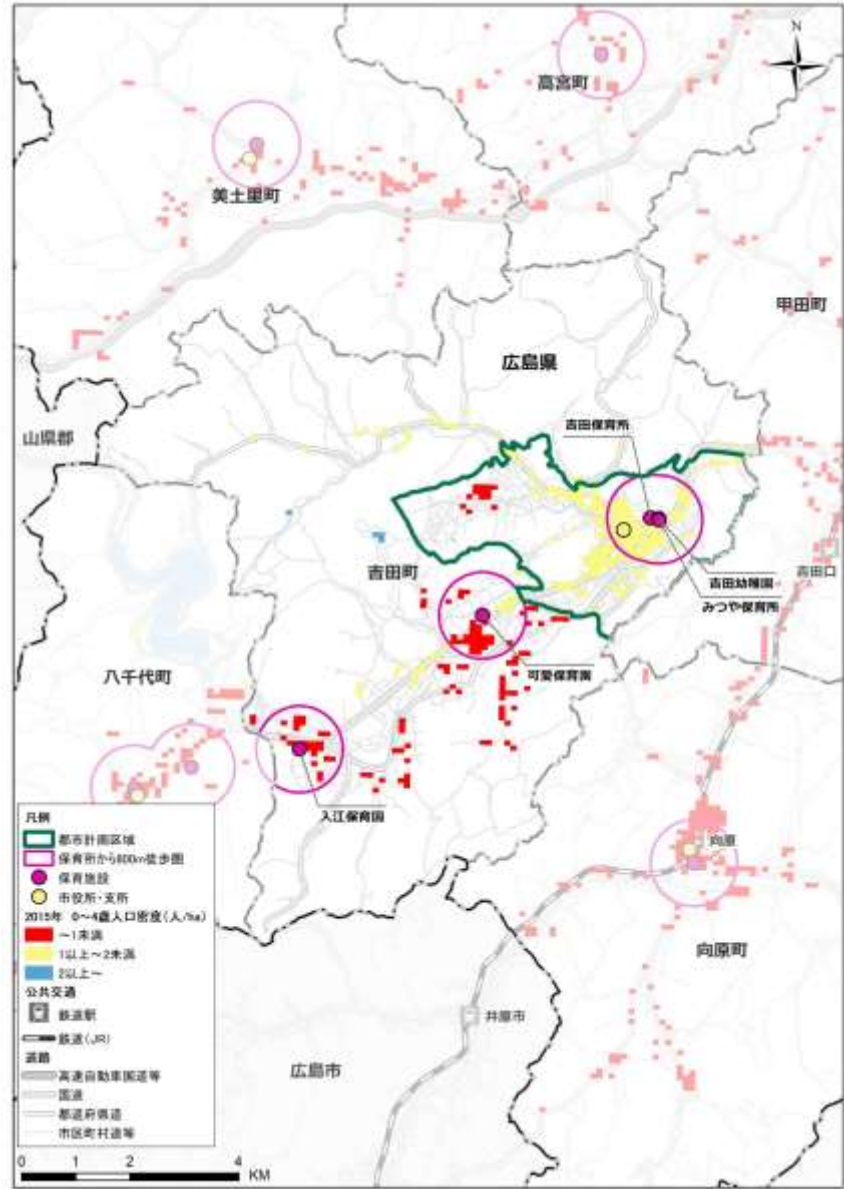 N
高宮町
美土里町
甲田町
広島県
山県郡
吉田保育所
吉田町
吉田口
吉田幼稚園
みつや保育所
可愛保育園
八千代町
入江保育園
向原
向原町
井原市
広島市
凡例
都市計画区域
保育所から800m徒歩圏
保育施設
市役所・支所
2015年 0~4歳人口密度(人/ha)
~1未満
1以上~2未満
2以上~
公共交通
鉄道駅
鉄道(JR)
道路
高速自動車国道等
国道
都道府県道
市区町村道等
0 1 2 4 KM